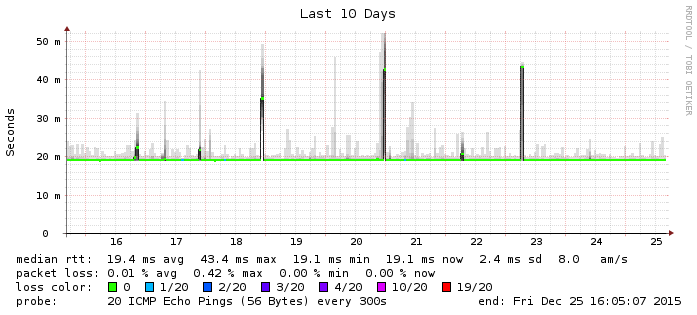 Last 10 Days
RRDTOOL / TOBI OETIKER
Seconds
50 m
40 m
30 m
20 m
10 m
0
16 17 18 19 20 21 22 23 24 25
median rtt: 19.4 ms avg 43.4 ms max 19.1 ms min 19.1 ms now 2.4 ms sd 8.0 am/s
packet loss: 0.01 % avg 0.42 % max 0.00 % min 0.00 % now
loss color: 0 1/20 2/20 3/20 4/20 10/20 19/20
probe: 20 ICMP Echo Pings (56 Bytes) every 300s end: Fri Dec 25 16:05:07 2015